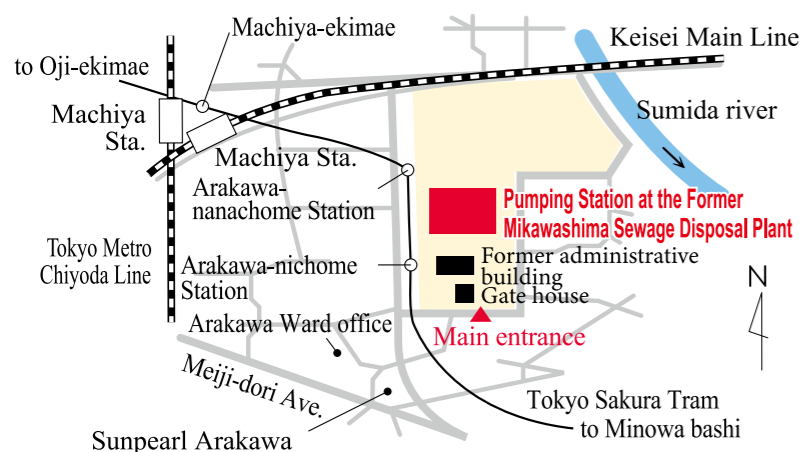 Machiya-ekimae
Keisei Main Line
to Oji-ekimae
Machiya
Sta.
Sumida river
Machiya Sta.
Arakawa-
nanachome Station
Pumping Station at the Former
Mikawashima Sewage Disposal Plant
Tokyo Metro
Chiyoda Line
Arakawa-nichome
Station
Former administrative
building
Gate house
N
Arakawa Ward office
Main entrance
Meiji-dori Ave.
Tokyo Sakura Tram
to Minowa bashi
Sunpearl Arakawa